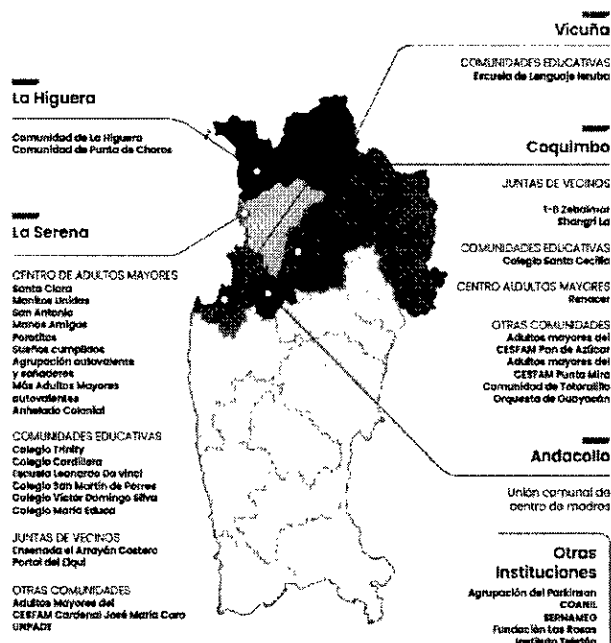 La Higuera
Comunidad de La Higuera
Comunidad de Punta de Choros
La Serena
CENTRO DE ADULTOS MAYORES
Santa Clara
Manitos Unidas
San Antonio
Manos Amigas
Porotitos
Sueños cumplidos
Agrupación autovalente
y soñadores
Más Adultos Mayores
autovalentes
Anhelado Colonial
COMUNIDADES EDUCATIVAS
Colegio Trinity
Colegio Cordillera
Escuela Leonardo Da vinci
Colegio San Martín de Porres
Colegio Víctor Domingo Silva
Colegio María Educa
JUNTAS DE VECINOS
Ensenada el Arrayán Costero
Portal del Elqui
OTRAS COMUNIDADES
Adultos Mayores del
CESFAM Cardenal José María Caro
UNPADE
Vicuña
COMUNIDADES EDUCATIVAS
Escuela de Lenguaje
Coquimbo
JUNTAS DE VECINOS
Shangri La
COMUNIDADES EDUCATIVAS
Colegio Santa Cecilia
CENTRO ALDULTOS MAYORES
Renacer
OTRAS COMUNIDADES
Adultos mayores del
CESFAM Pan de Azúcar
Adultos mayores del
CESFAM Punta Mira
Comunidad de Totoralillo
Orquesta de Guayacán
Andacollo
Unión comunal de
centro de madres
Otras
Instituciones
Agrupación del Parkinson
COANIL
SERNAMEG
Fundación Las Rosas
Instituto Teletón